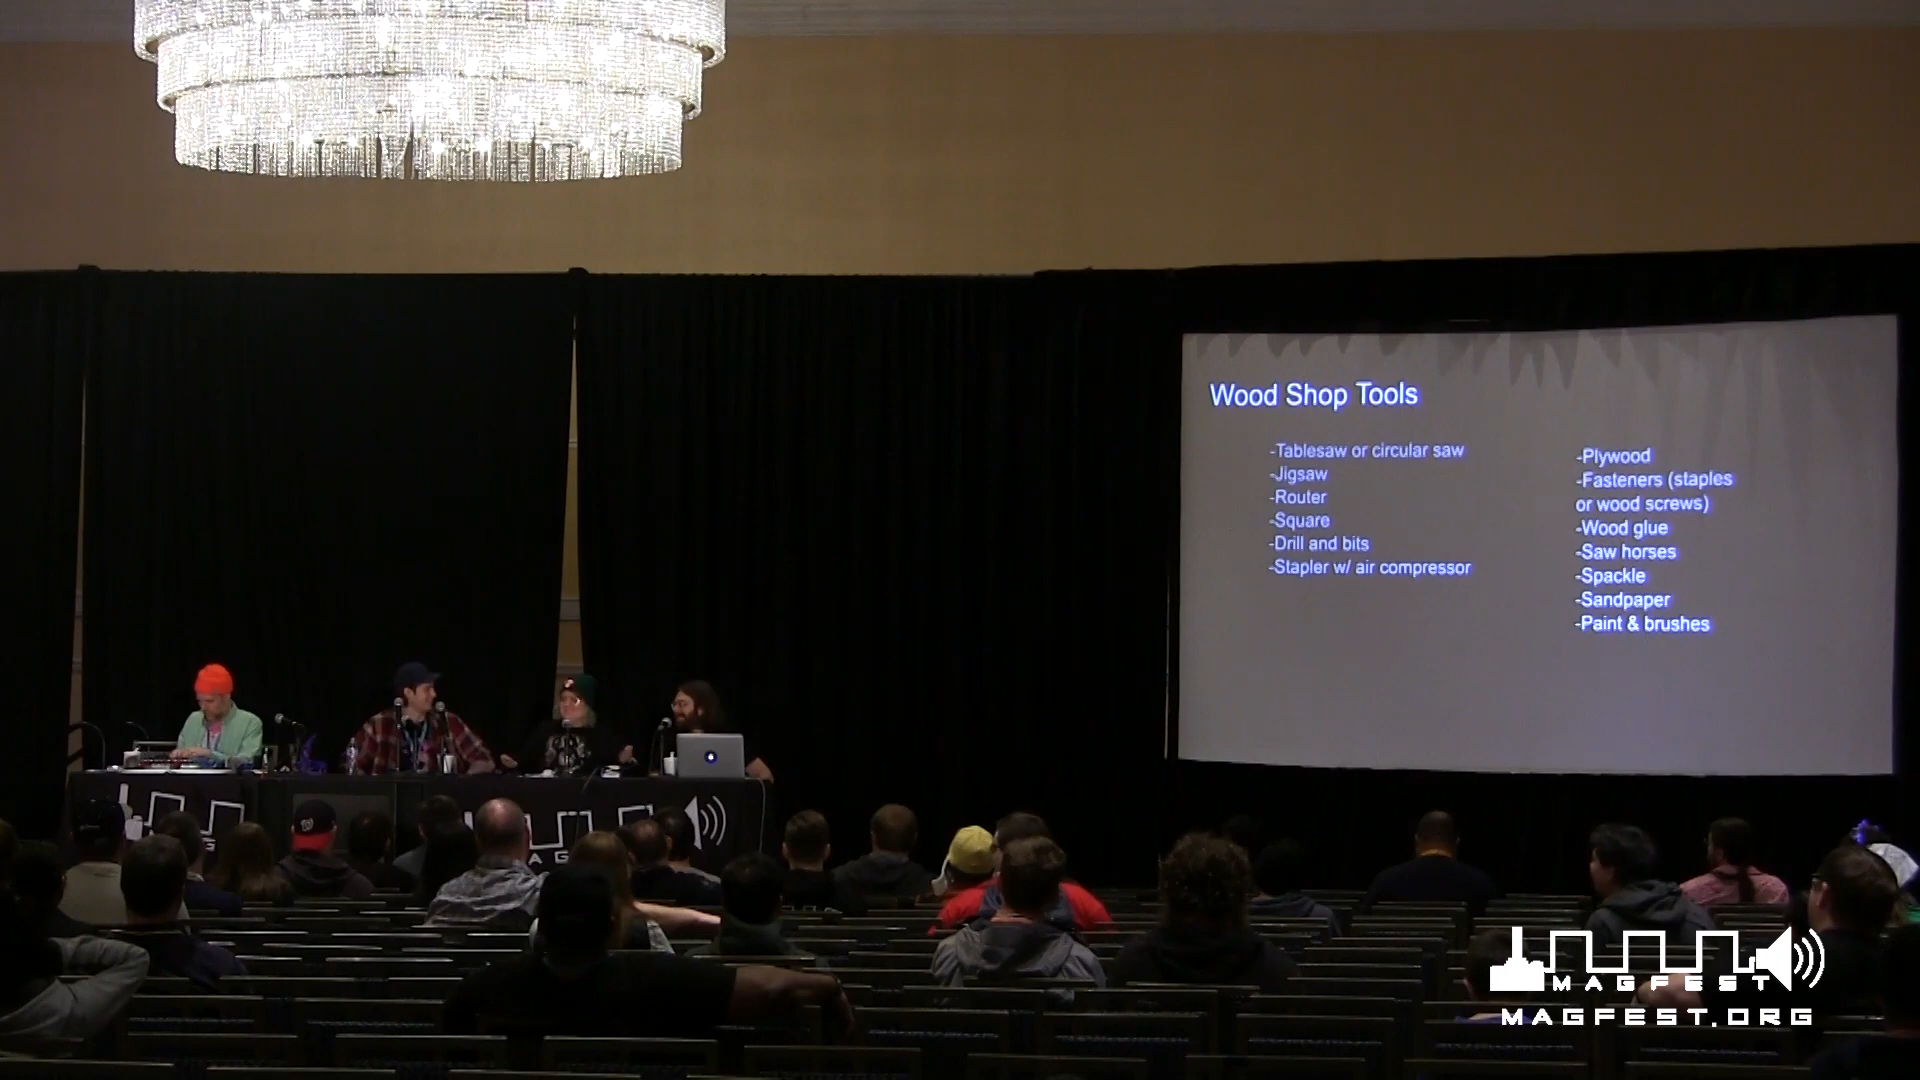 Wood Shop Tools
-Tablesaw or circular saw
-Jigsaw
-Router
-Square
-Drill and bits
-Stapler w/ air compressor
-Plywood
-Fasteners (staples
or wood screws)
-Wood glue
-Saw horses
-Spackle
-Sandpaper
-Paint & brushes
MAGFEST
MAGFEST.ORG